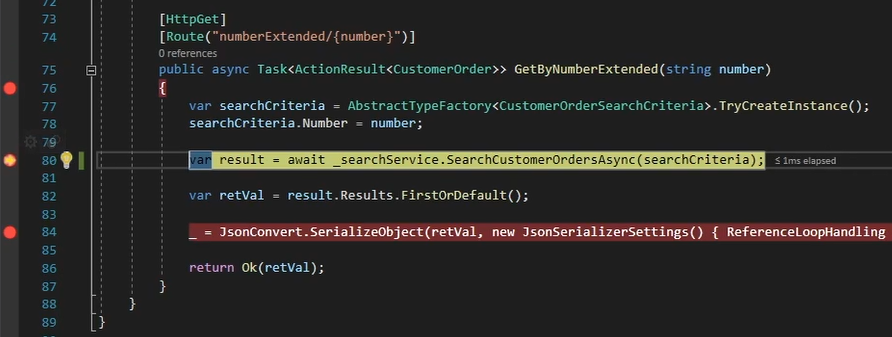 72
73 [HttpGet]
74 [Route("numberExtended/{number}")]
0 references
75 public async Task<ActionResult<CustomerOrder>> GetByNumberExtended(string number)
76 {
77 var searchCriteria = AbstractTypeFactory<CustomerOrderSearchCriteria>.TryCreateInstance();
78 searchCriteria.Number = number;
79
80 var result = await _searchService.SearchCustomerOrdersAsync(searchCriteria); ≤ 1ms elapsed
81
82 var retVal = result.Results.FirstOrDefault();
83
84 _ = JsonConvert.SerializeObject(retVal, new JsonSerializerSettings() { ReferenceLoopHandling
85
86 return Ok(retVal);
87 }
88 }
89 }